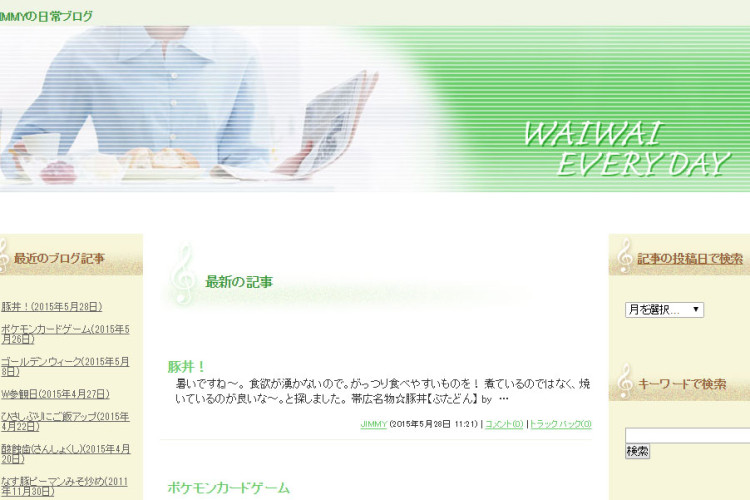 IMMYの日常ブログ
WAIWAI
EVERY DAY
最近のブログ記事
豚丼！(2015年5月28日)
ポケモンカードゲーム(2015年5
月26日)
ゴールデンウィーク(2015年5月
8日)
W参観日(2015年4月27日)
ひさしぶりにご飯アップ(2015年
4月22日)
酸蝕歯(さんしょくし)(2015年4月
20日)
なす豚ピーマンみそ炒め(2011
年11月30日)
最新の記事
豚丼！
暑いですね～。 食欲が湧かないので。がっつり食べやすいものを！ 煮ているのではなく、焼
いているのが良いな～。と探しました。 帯広名物☆豚丼【ぶたどん】 by …
JIMMY (2015年5月28日 11:21) | コメント(0) | トラックバック(0)
ポケモンカードゲーム
記事の投稿日で検索
月を選択...
キーワードで検索
検索